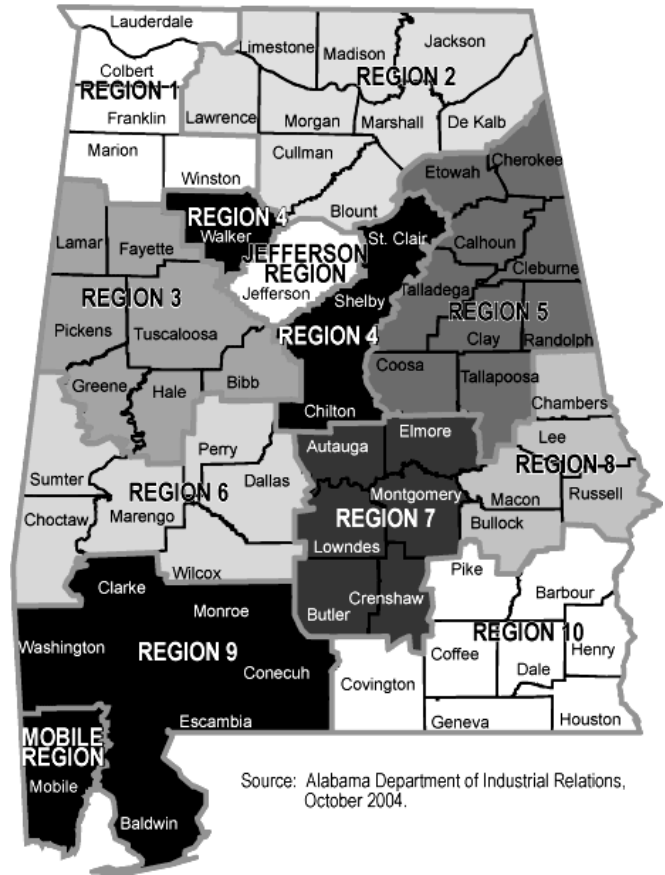 Lauderdale
Limestone
Madison
Jackson
Colbert
REGION 1
REGION 2
Franklin
Lawrence
Morgan
Marshall
De Kalb
Marion
Cullman
Winston
Etowah
Cherokee
REGION 4
Walker
Blount
St. Clair
Lamar
Fayette
JEFFERSON
REGION
Jefferson
Calhoun
Cleburne
REGION 3
Shelby
Talladega
REGION 5
Pickens
Tuscaloosa
REGION 4
Clay
Randolph
Greene
Hale
Bibb
Coosa
Tallapoosa
Chilton
Chambers
Perry
Autauga
Elmore
Lee
Sumter
REGION 6
Dallas
Montgomery
REGION 8
Macon
Russell
Choctaw
Marengo
REGION 7
Bullock
Lowndes
Wilcox
Pike
Clarke
Monroe
Butler
Crenshaw
Barbour
Washington
REGION 9
REGION 10
Conecuh
Coffee
Henry
Dale
Covington
Escambia
Geneva
Houston
MOBILE
REGION
Mobile
Baldwin
Source: Alabama Department of Industrial Relations,
October 2004.